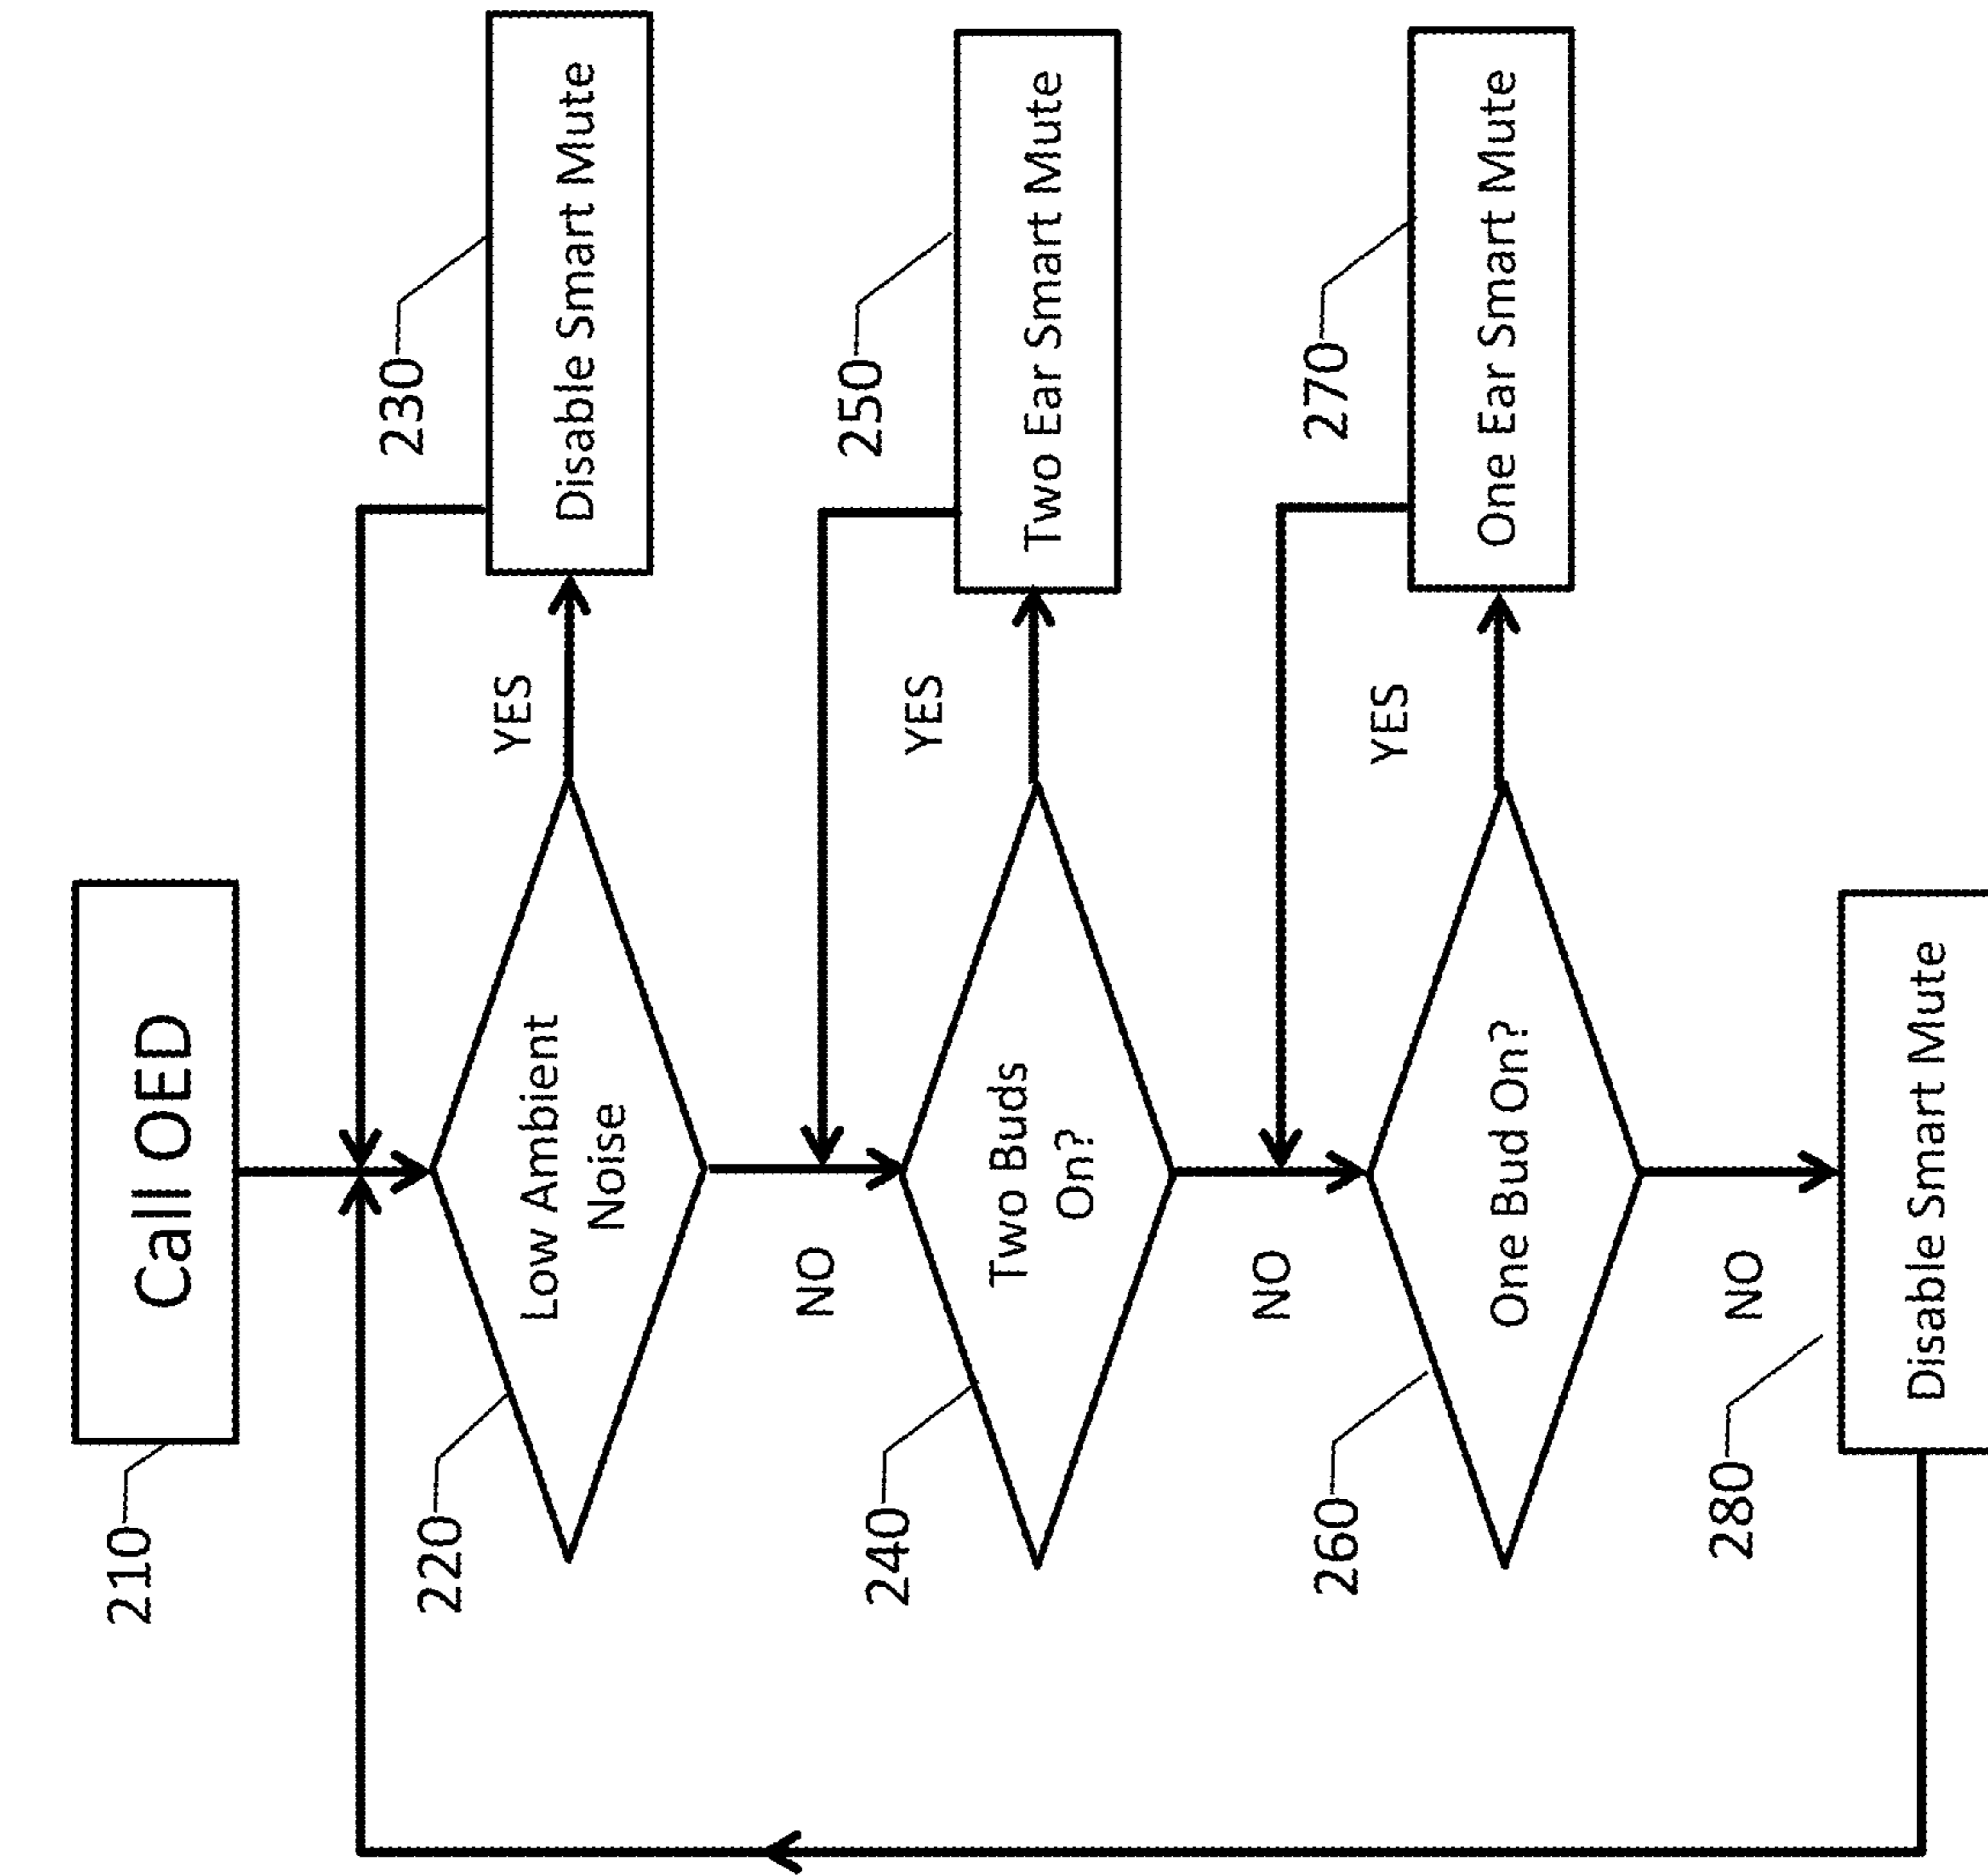 210
Call OED
220
Low Ambient
Noise
YES
230
Disable Smart Mute
NO
240
Two Buds
On?
YES
250
Two Ear Smart Mute
NO
260
One Bud On?
YES
270
One Ear Smart Mute
NO
280
Disable Smart Mute